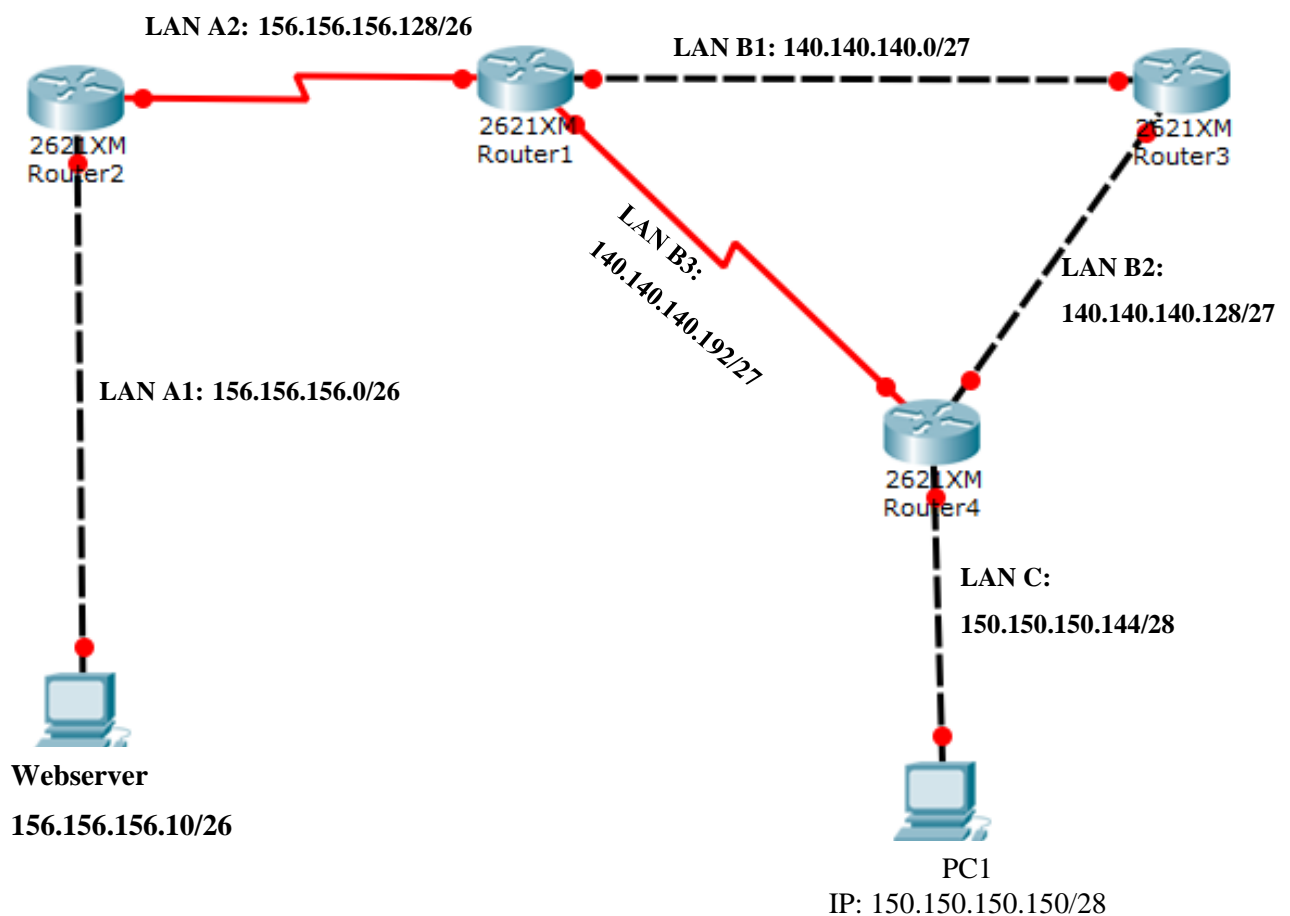 LAN A2: 156.156.156.128/26
LAN B1: 140.140.140.0/27
2621XM
Router2
2621XM
Router1
2621XM
Router3
LAN B3:
140.140.140.192/27
LAN B2:
140.140.140.128/27
LAN A1: 156.156.156.0/26
2621XM
Router4
LAN C:
150.150.150.144/28
Webserver
156.156.156.10/26
PC1
IP: 150.150.150.150/28